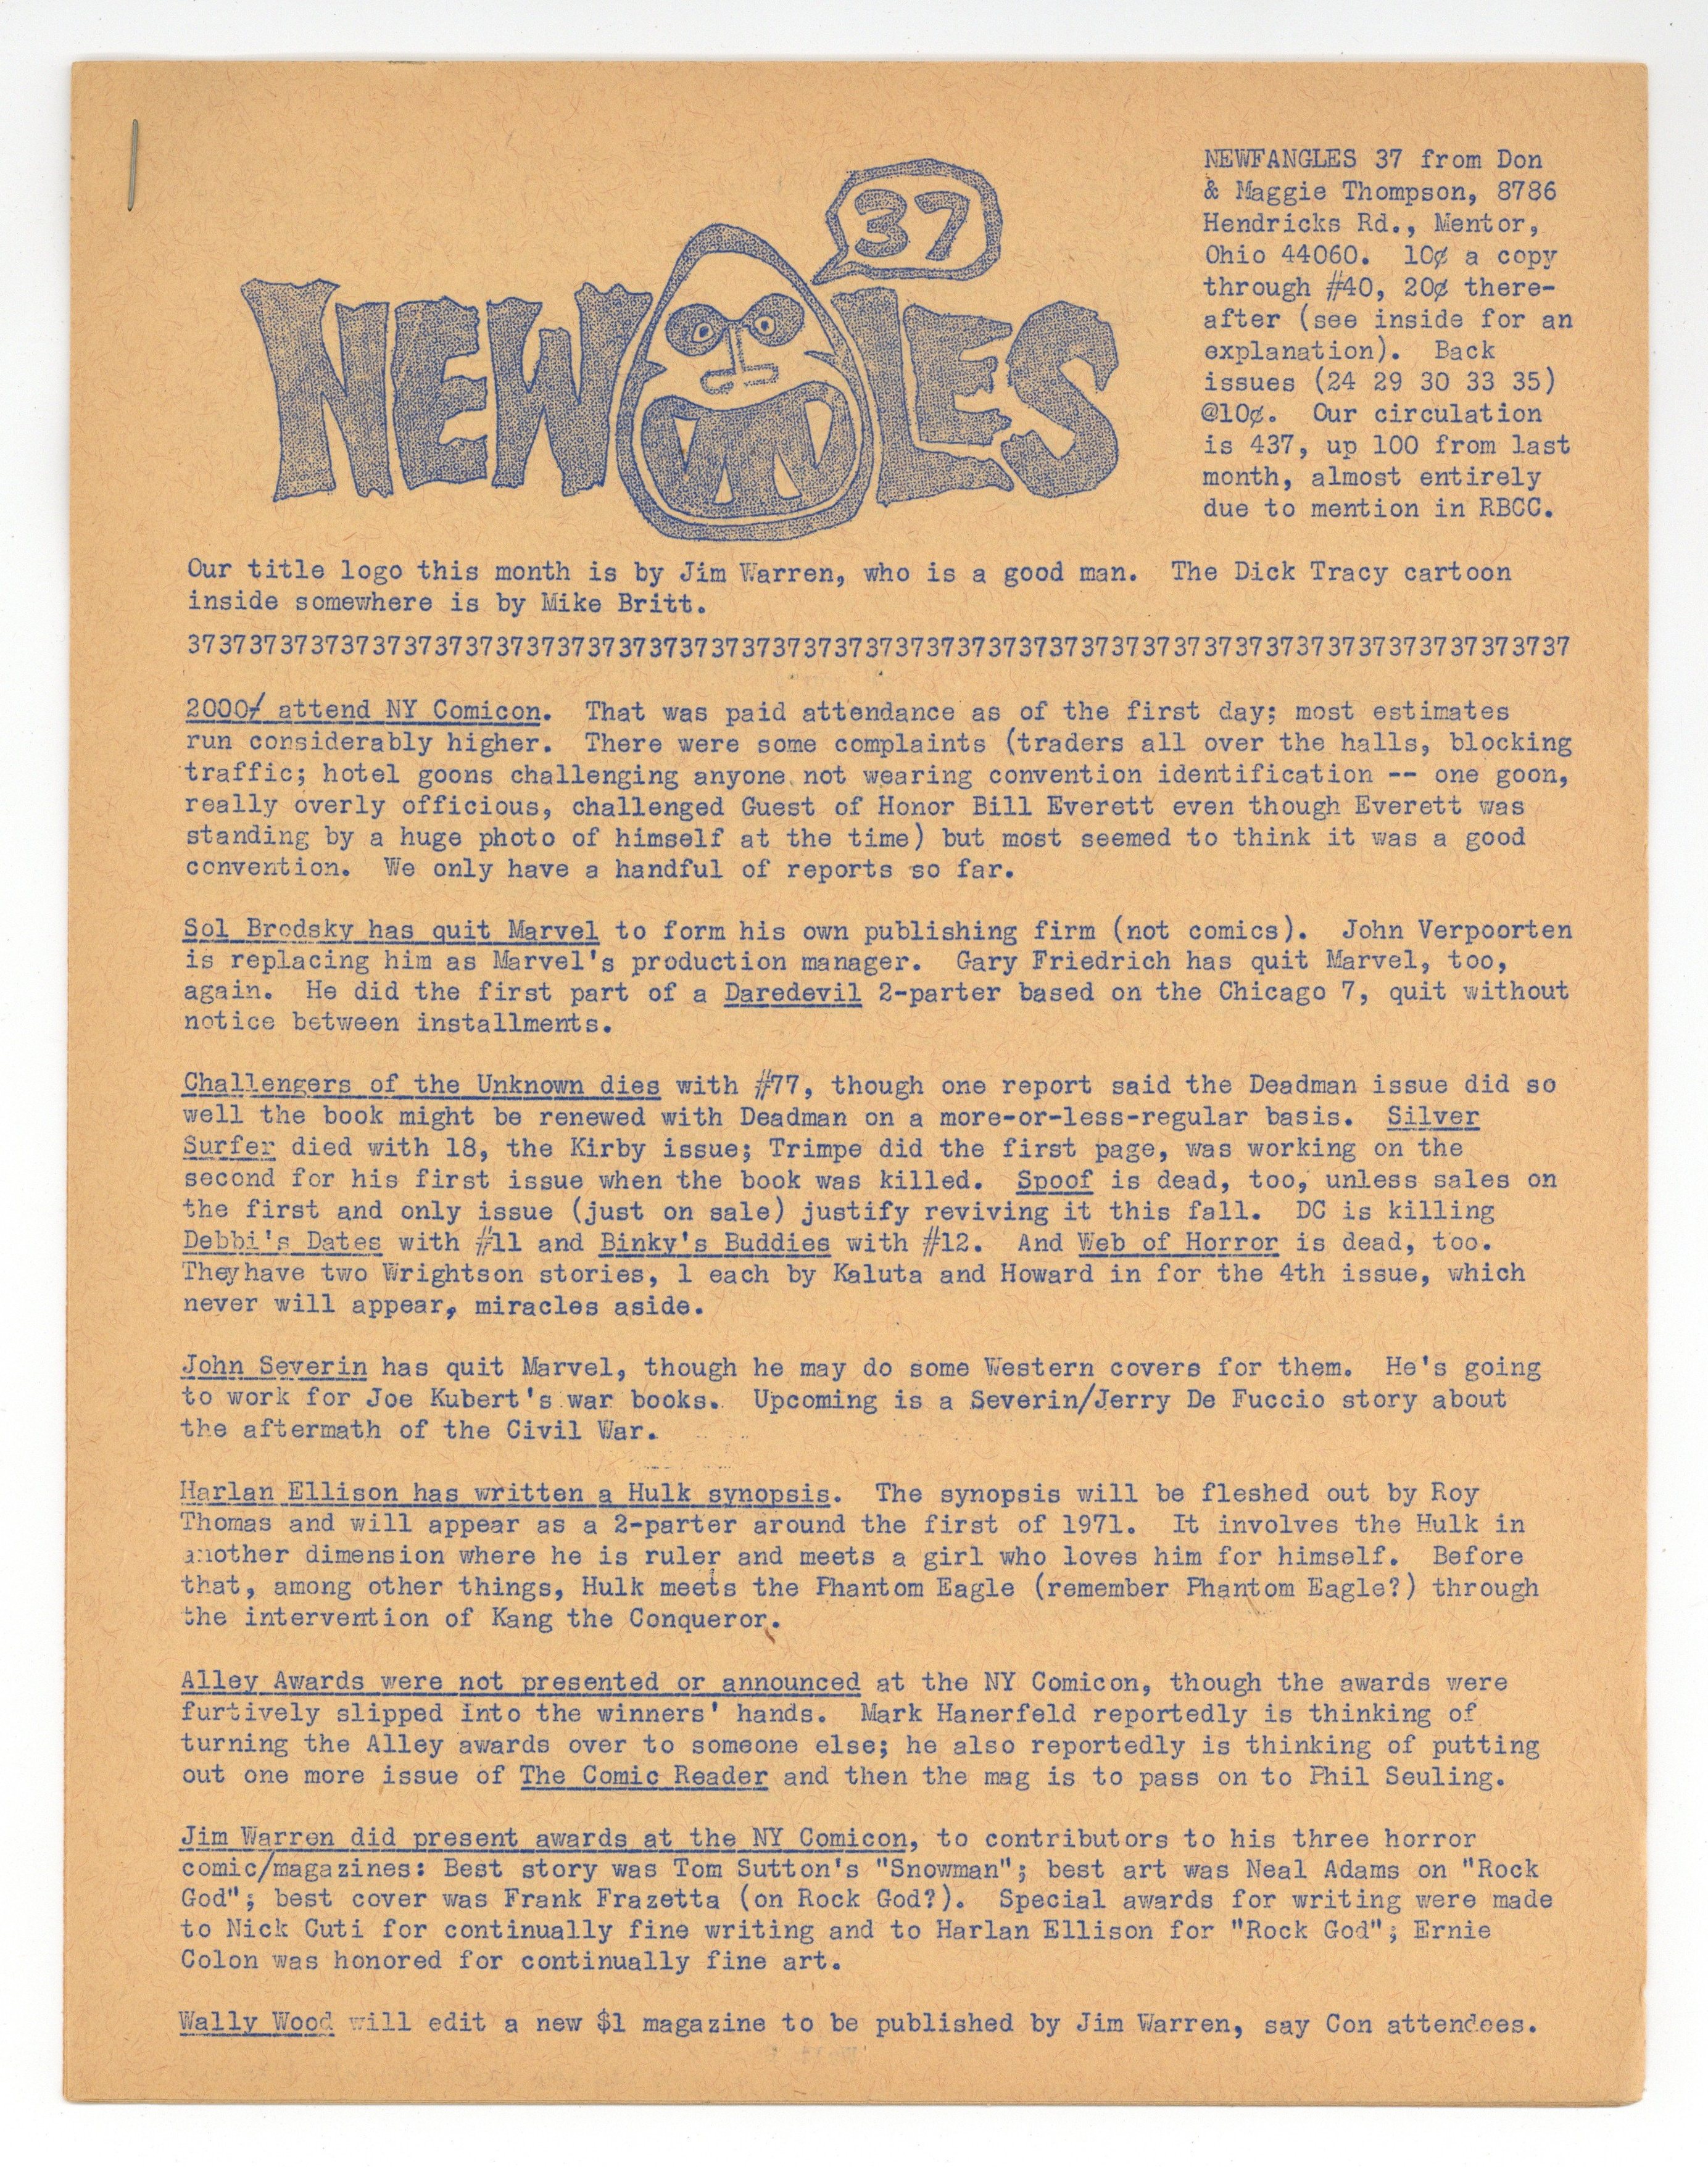 37
NEW LES
NEWFANGLES 37 from Don
& Maggie Thompson, 8786
Hendricks Rd., Mentor,
Ohio 44060. 10¢ a copy
through #40, 20¢ there-
after (see inside for an
explanation). Back
issues (24 29 30 33 35)
@10¢. Our circulation
is 437, up 100 from last
month, almost entirely
due to mention in RBCC.
Our title logo this month is by Jim Warren, who is a good man. The Dick Tracy cartoon
inside somewhere is by Mike Britt.
373737373737373737373737373737373737373737373737373737373737373737373737373737373737373737
2000/ attend NY Comicon. That was paid attendance as of the first day; most estimates
run considerably higher. There were some complaints (traders all over the halls, blocking
traffic; hotel goons challenging anyone not wearing convention identification -- one goon,
really overly officious, challenged Guest of Honor Bill Everett even though Everett was
standing by a huge photo of himself at the time) but most seemed to think it was a good
convention. We only have a handful of reports so far.
Sol Brodsky has quit Marvel to form his own publishing firm (not comics). John Verpoorten
is replacing him as Marvel's production manager. Gary Friedrich has quit Marvel, too,
again. He did the first part of a Daredevil 2-parter based on the Chicago 7, quit without
notice between installments.
Challengers of the Unknown dies with #77, though one report said the Deadman issue did so
well the book might be renewed with Deadman on a more-or-less-regular basis. Silver
Surfer died with 18, the Kirby issue; Trimpe did the first page, was working on the
second for his first issue when the book was killed. Spoof is dead, too, unless sales on
the first and only issue (just on sale) justify reviving it this fall. DC is killing
Debbi's Dates with #11 and Binky's Buddies with #12. And Web of Horror is dead, too.
They have two Wrightson stories, 1 each by Kaluta and Howard in for the 4th issue, which
never will appear, miracles aside.
John Severin has quit Marvel, though he may do some Western covers for them. He's going
to work for Joe Kubert's war books. Upcoming is a Severin/Jerry De Fuccio story about
the aftermath of the Civil War.
Harlan Ellison has written a Hulk synopsis. The synopsis will be fleshed out by Roy
Thomas and will appear as a 2-parter around the first of 1971. It involves the Hulk in
another dimension where he is ruler and meets a girl who loves him for himself. Before
that, among other things, Hulk meets the Phantom Eagle (remember Phantom Eagle?) through
the intervention of Kang the Conqueror.
Alley Awards were not presented or announced at the NY Comicon, though the awards were
furtively slipped into the winners' hands. Mark Hanerfeld reportedly is thinking of
turning the Alley awards over to someone else; he also reportedly is thinking of putting
out one more issue of The Comic Reader and then the mag is to pass on to Phil Seuling.
Jim Warren did present awards at the NY Comicon, to contributors to his three horror
comic/magazines: Best story was Tom Sutton's "Snowman"; best art was Neal Adams on "Rock
God"; best cover was Frank Frazetta (on Rock God?). Special awards for writing were made
to Nick Cuti for continually fine writing and to Harlan Ellison for "Rock God"; Ernie
Colon was honored for continually fine art.
Wally Wood will edit a new $1 magazine to be published by Jim Warren, say Con attendees.